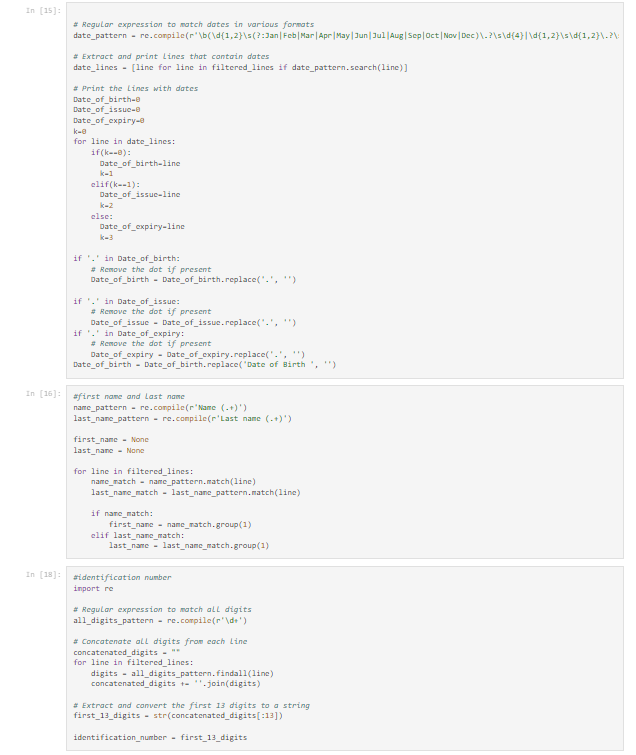 In [15]:
# Regular expression to match dates in various formats
date_pattern = re.compile(r'\b(\d{1,2}\s(?:Jan|Feb|Mar|Apr|May|Jun|Jul|Aug|Sep|Oct|Nov|Dec)\.?\s\d{4}|\d{1,2}\s\d{1,2}\.?\
# Extract and print lines that contain dates
date_lines = [line for line in filtered_lines if date_pattern.search(line)]
# Print the lines with dates
Date_of_birth=0
Date_of_issue=0
Date_of_expiry=0
k=0
for line in date_lines:
    if(k==0):
      Date_of_birth=line
      k=1
    elif(k==1):
      Date_of_issue=line
      k=2
    else:
      Date_of_expiry=line
      k=3
if '.' in Date_of_birth:
    # Remove the dot if present
    Date_of_birth = Date_of_birth.replace('.', '')
if '.' in Date_of_issue:
    # Remove the dot if present
    Date_of_issue = Date_of_issue.replace('.', '')
if '.' in Date_of_expiry:
    # Remove the dot if present
    Date_of_expiry = Date_of_expiry.replace('.', '')
Date_of_birth = Date_of_birth.replace('Date of Birth ', '')
In [16]:
#first name and last name
name_pattern = re.compile(r'Name (.+)')
last_name_pattern = re.compile(r'Last name (.+)')
first_name = None
last_name = None
for line in filtered_lines:
    name_match = name_pattern.match(line)
    last_name_match = last_name_pattern.match(line)
    if name_match:
        first_name = name_match.group(1)
    elif last_name_match:
        last_name = last_name_match.group(1)
In [18]:
#identification number
import re
# Regular expression to match all digits
all_digits_pattern = re.compile(r'\d+')
# Concatenate all digits from each line
concatenated_digits = ""
for line in filtered_lines:
    digits = all_digits_pattern.findall(line)
    concatenated_digits += ''.join(digits)
# Extract and convert the first 13 digits to a string
first_13_digits = str(concatenated_digits[:13])
identification_number = first_13_digits